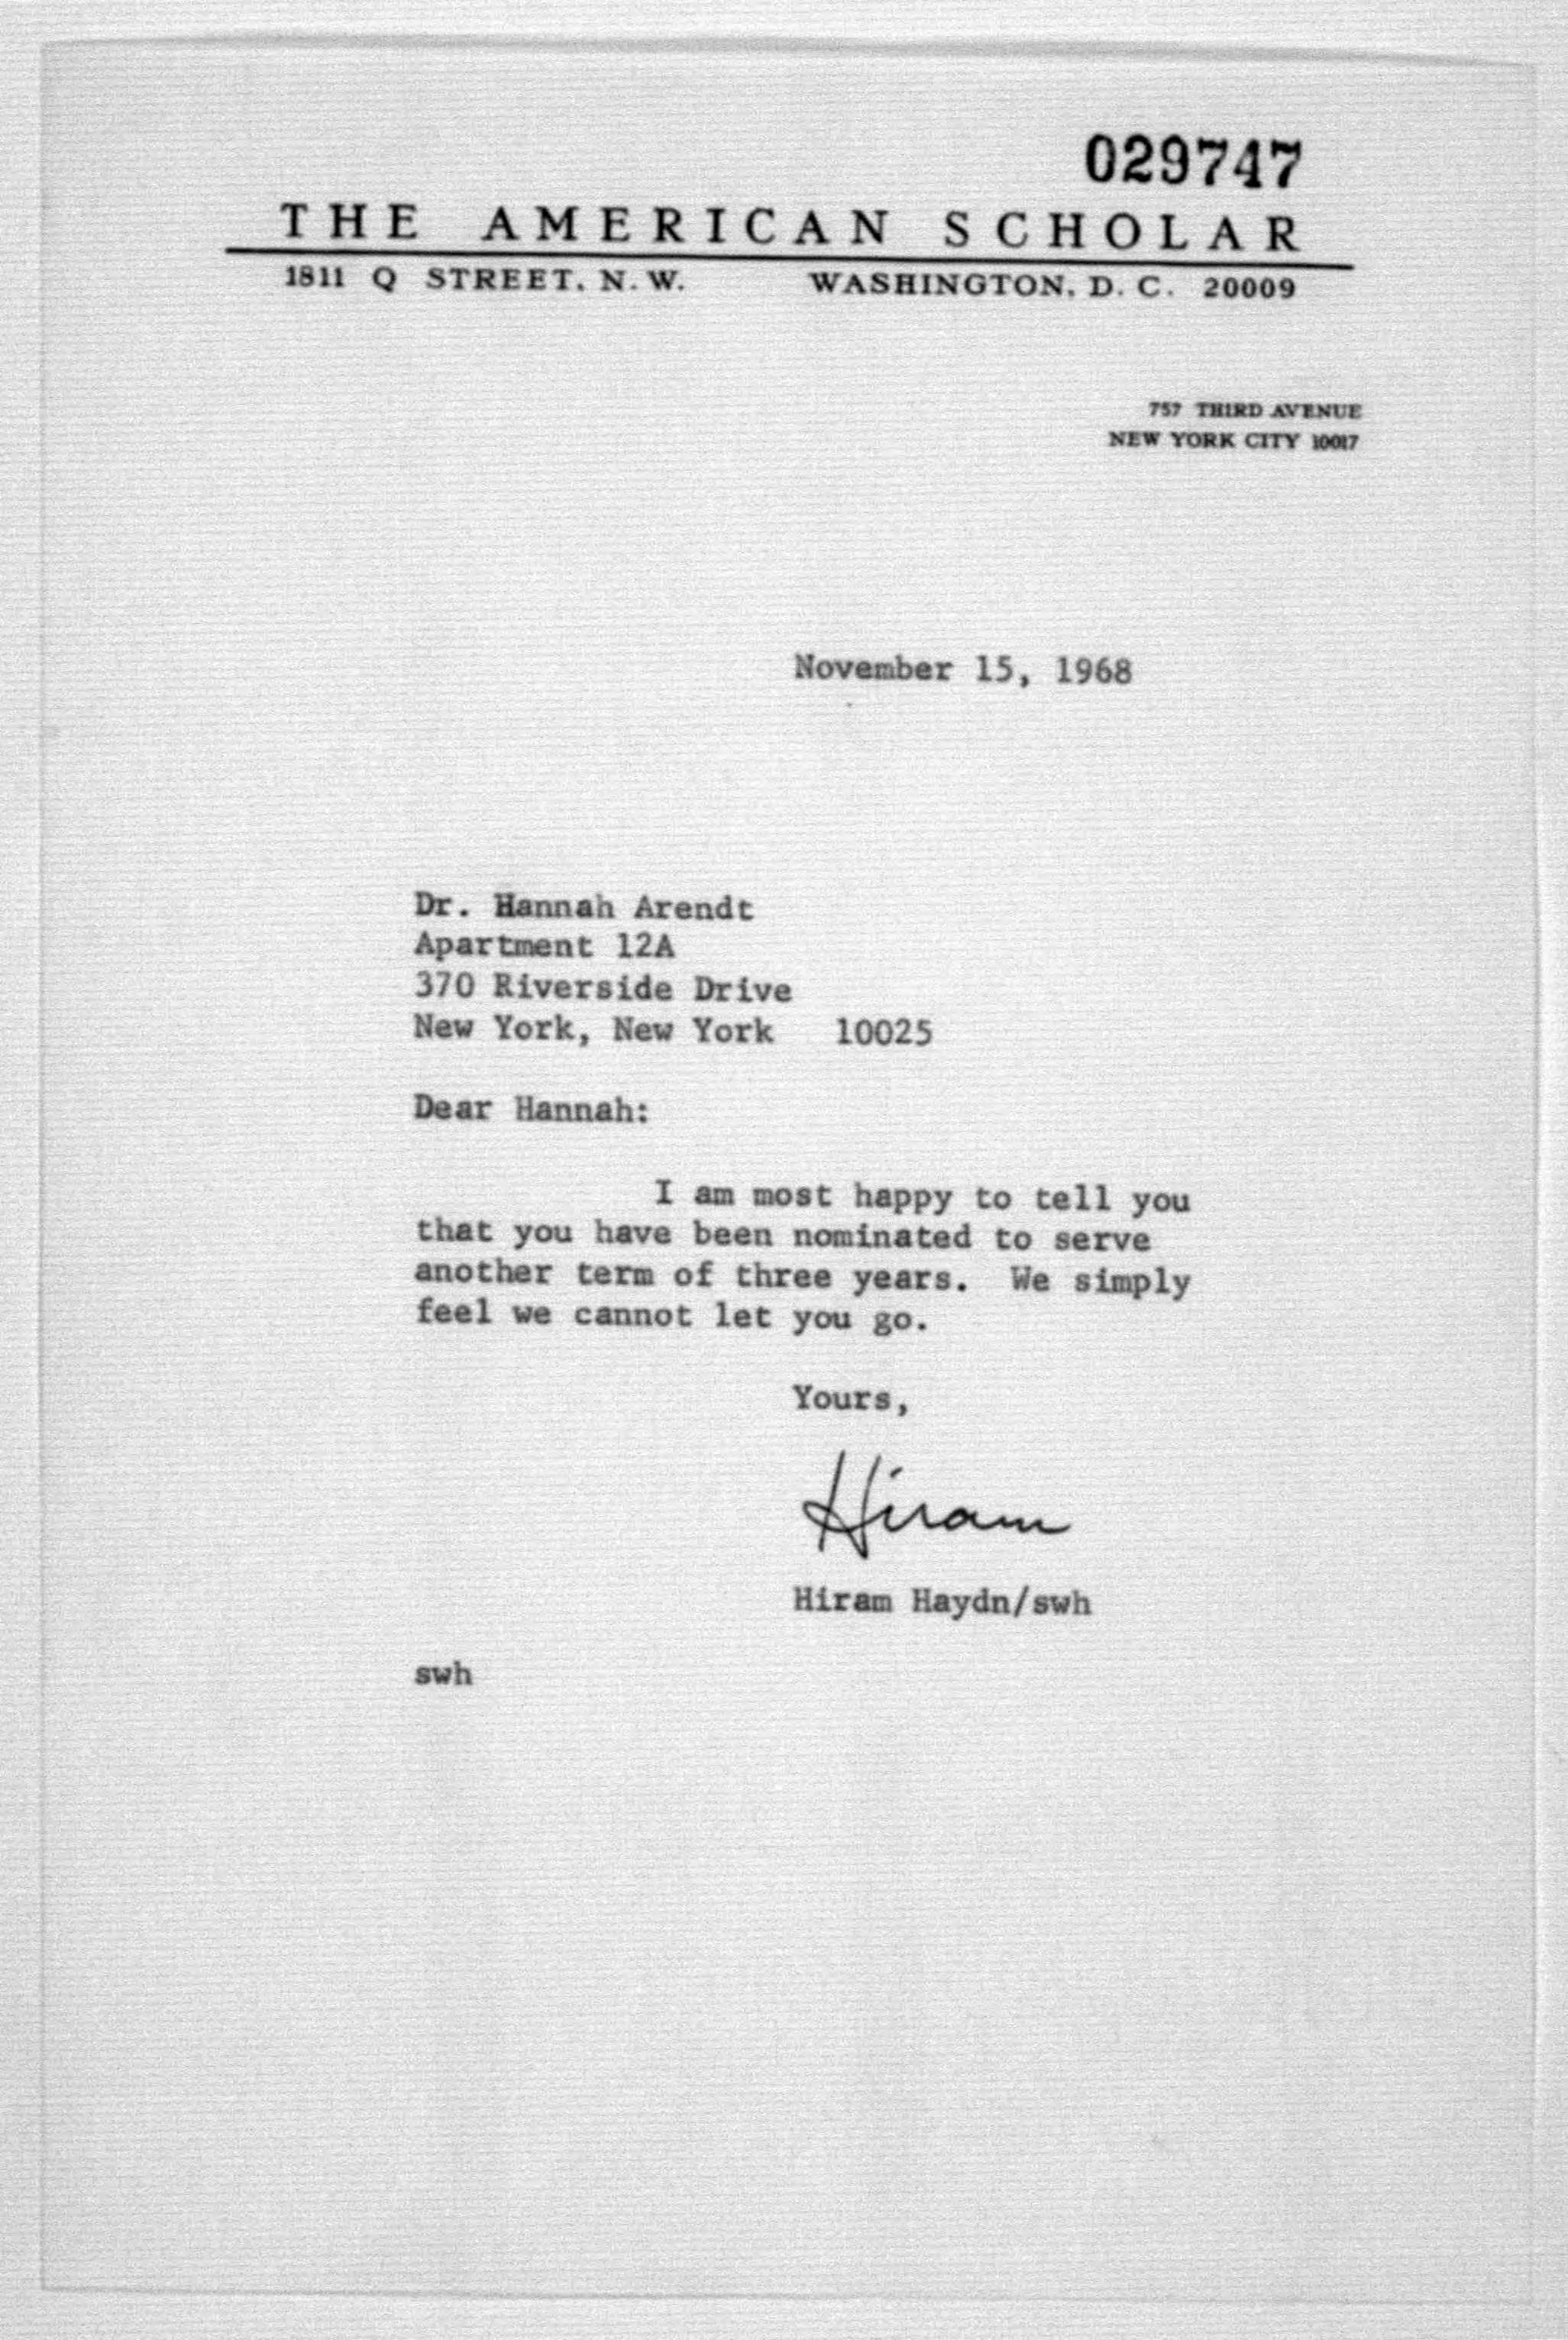 029747
THE AMERICAN SCHOLAR
1811 Q STREET, N. W. WASHINGTON, D. C. 20009
757 THIRD AVENUE
NEW YORK CITY 10017
November 15, 1968
Dr. Hannah Arendt
Apartment 12A
370 Riverside Drive
New York, New York 10025
Dear Hannah:
I am most happy to tell you
that you have been nominated to serve
another term of three years. We simply
feel we cannot let you go.
Yours,
Hiram
Hiram Haydn/swh
swh